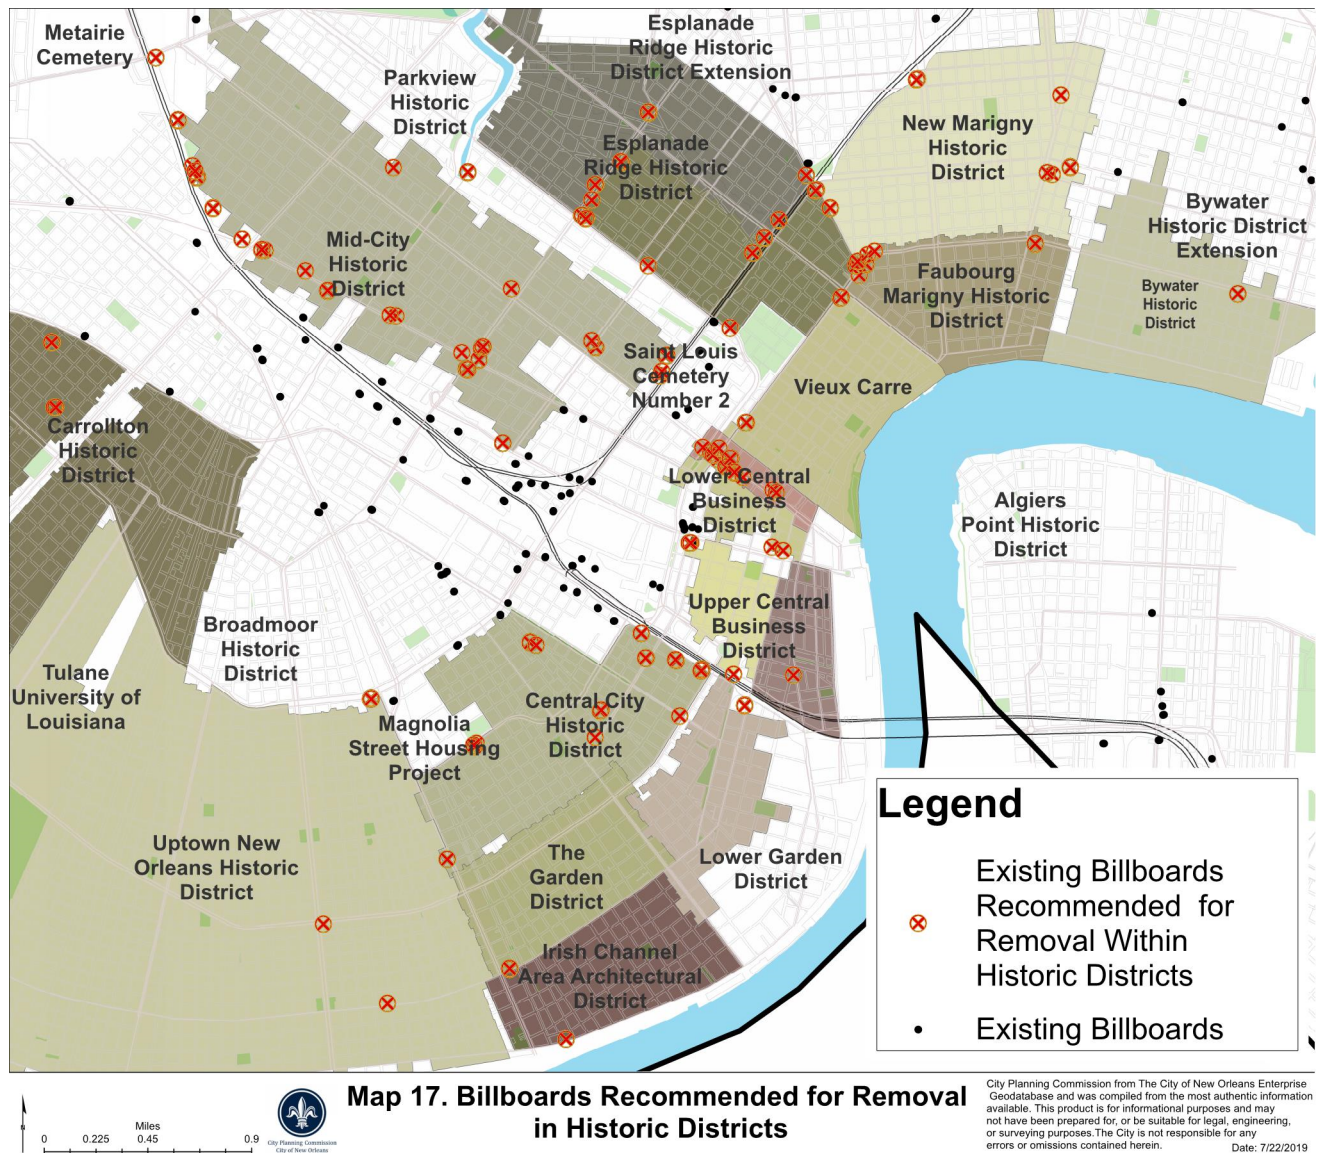 Metairie
Cemetery
Parkview
Historic
District
Esplanade
Ridge Historic
District Extension
Esplanade
Ridge Historic
District
New Marigny
Historic
District
Bywater
Historic District
Extension
Bywater
Historic
District
Mid-City
Historic
District
Faubourg
Marigny Historic
District
Saint Louis
Cemetery
Number 2
Vieux Carre
Carrollton
Historic
District
Lower Central
Business
District
Algiers
Point Historic
District
Upper Central
Business
District
Broadmoor
Historic
District
Tulane
University of
Louisiana
Magnolia
Street Housing
Project
Central City
Historic
District
Uptown New
Orleans Historic
District
The
Garden
District
Lower Garden
District
Irish Channel
Area Architectural
District
Legend
Existing Billboards
Recommended for
Removal Within
Historic Districts
Existing Billboards
N
Miles
0 0.225 0.45 0.9
City Planning Commission
City of New Orleans
Map 17. Billboards Recommended for Removal
in Historic Districts
City Planning Commission from The City of New Orleans Enterprise
Geodatabase and was compiled from the most authentic information
available. This product is for informational purposes and may
not have been prepared for, or be suitable for legal, engineering,
or surveying purposes.The City is not responsible for any
errors or omissions contained herein.
Date: 7/22/2019